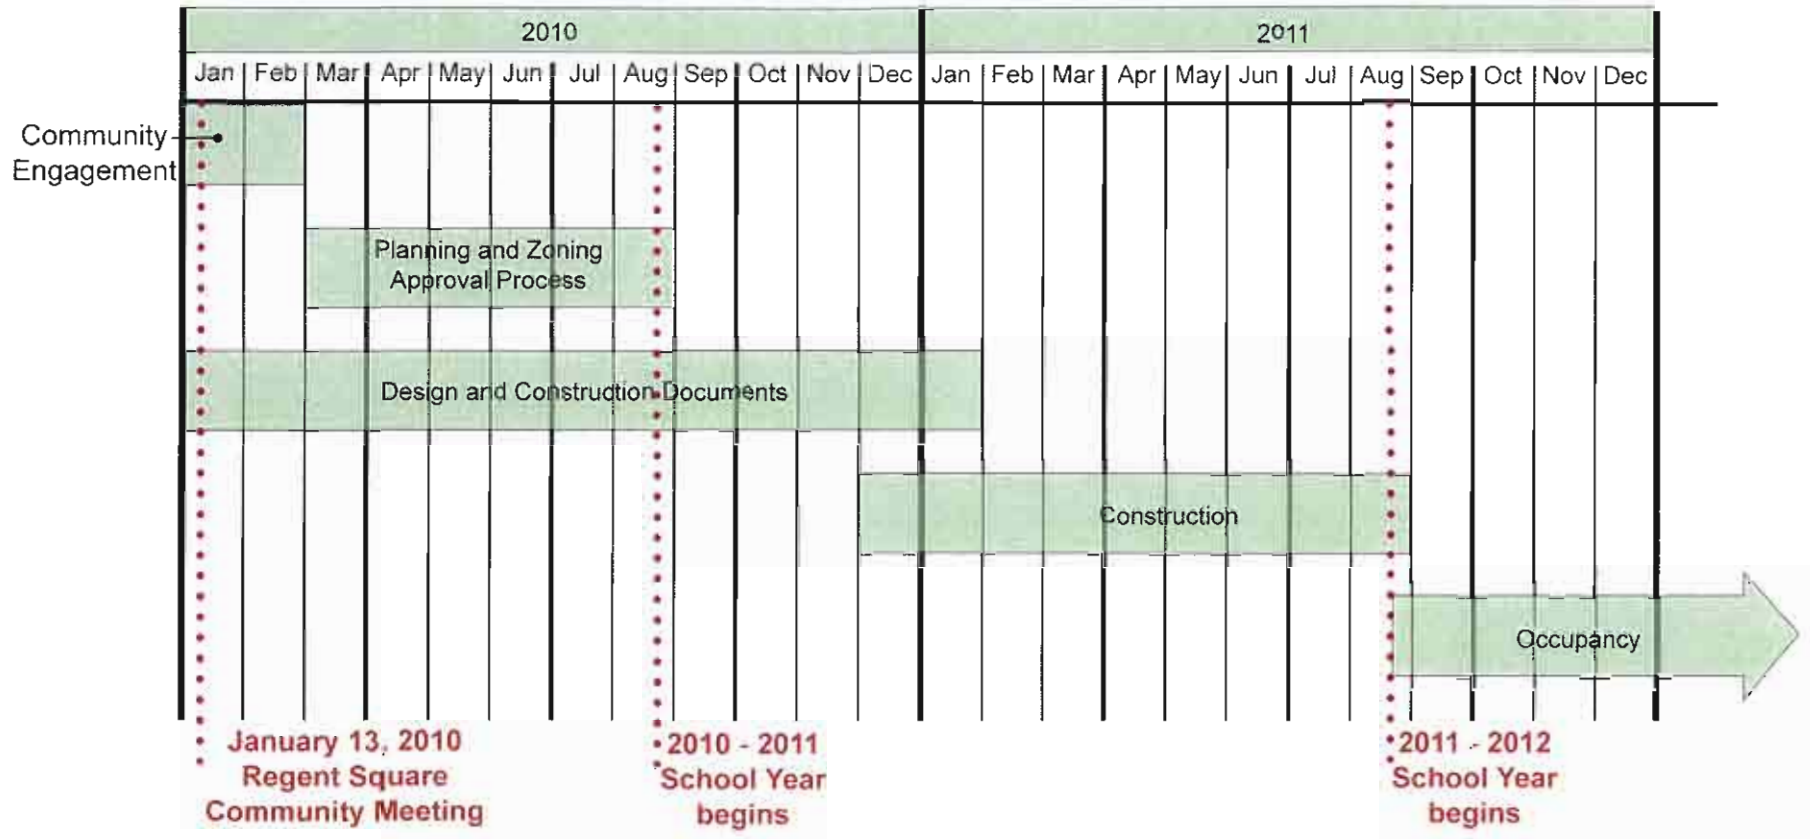 2010
2011
Jan Feb Mar Apr May Jun Jul Aug Sep Oct Nov Dec Jan Feb Mar Apr May Jun Jul Aug Sep Oct Nov Dec
Community
Engagement
Planning and Zoning
Approval Process
Design and Construction Documents
Construction
Occupancy
January 13, 2010
Regent Square
Community Meeting
2010 - 2011
School Year
begins
2011 - 2012
School Year
begins